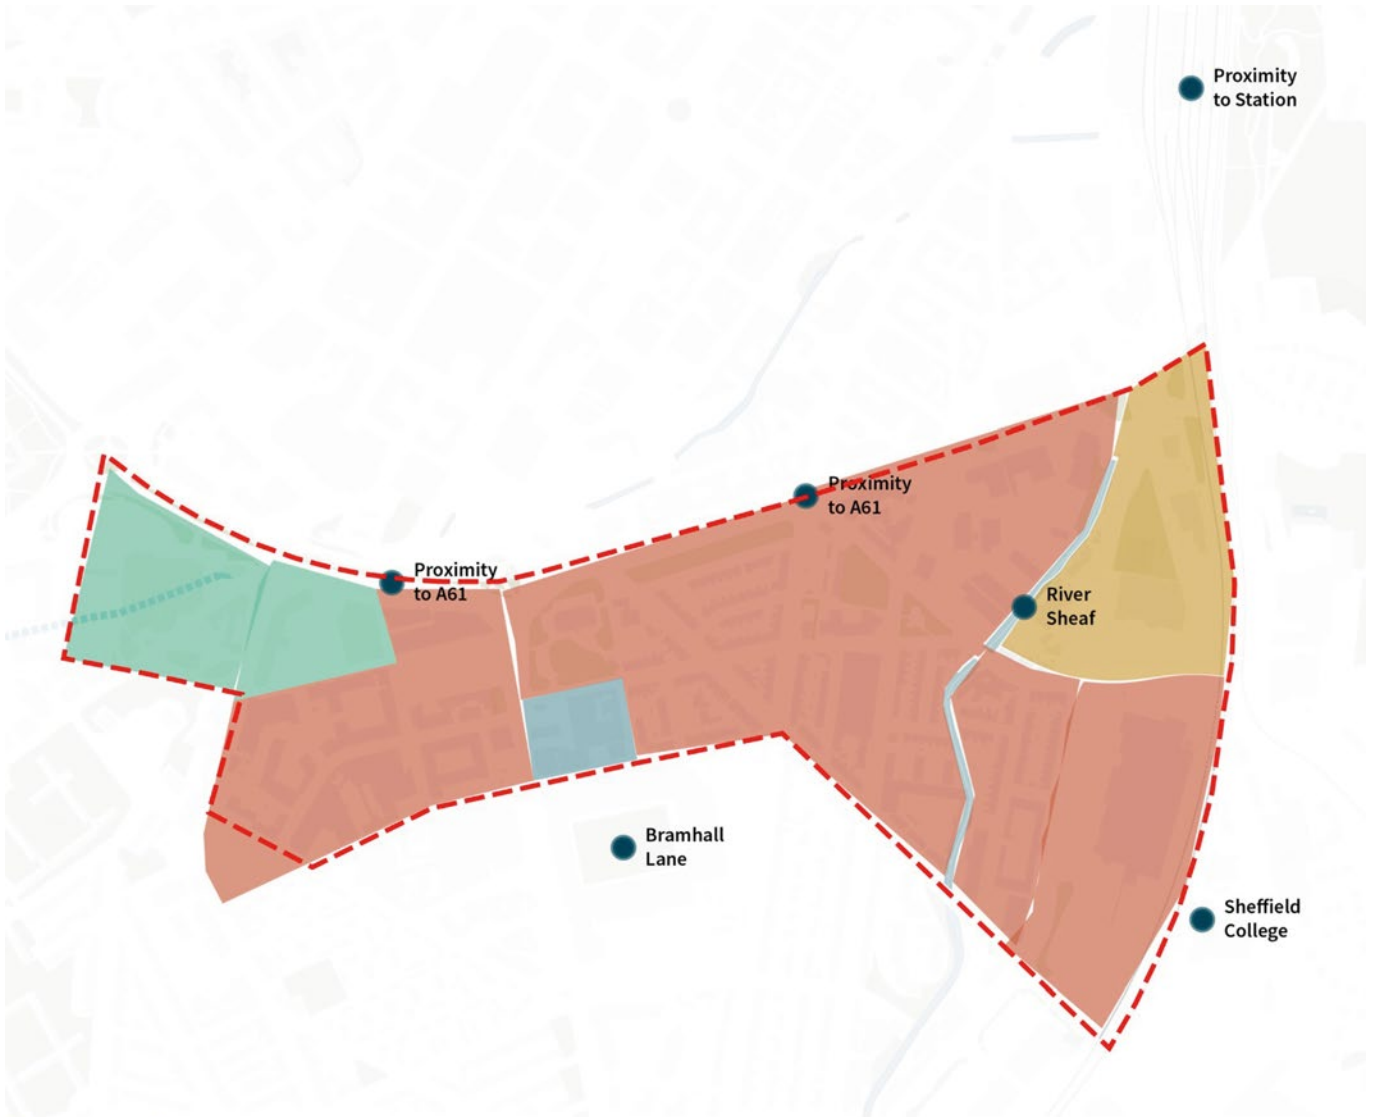 Proximity
to Station
Proximity
to A61
Proximity
to A61
River
Sheaf
Bramhall
Lane
Sheffield
College